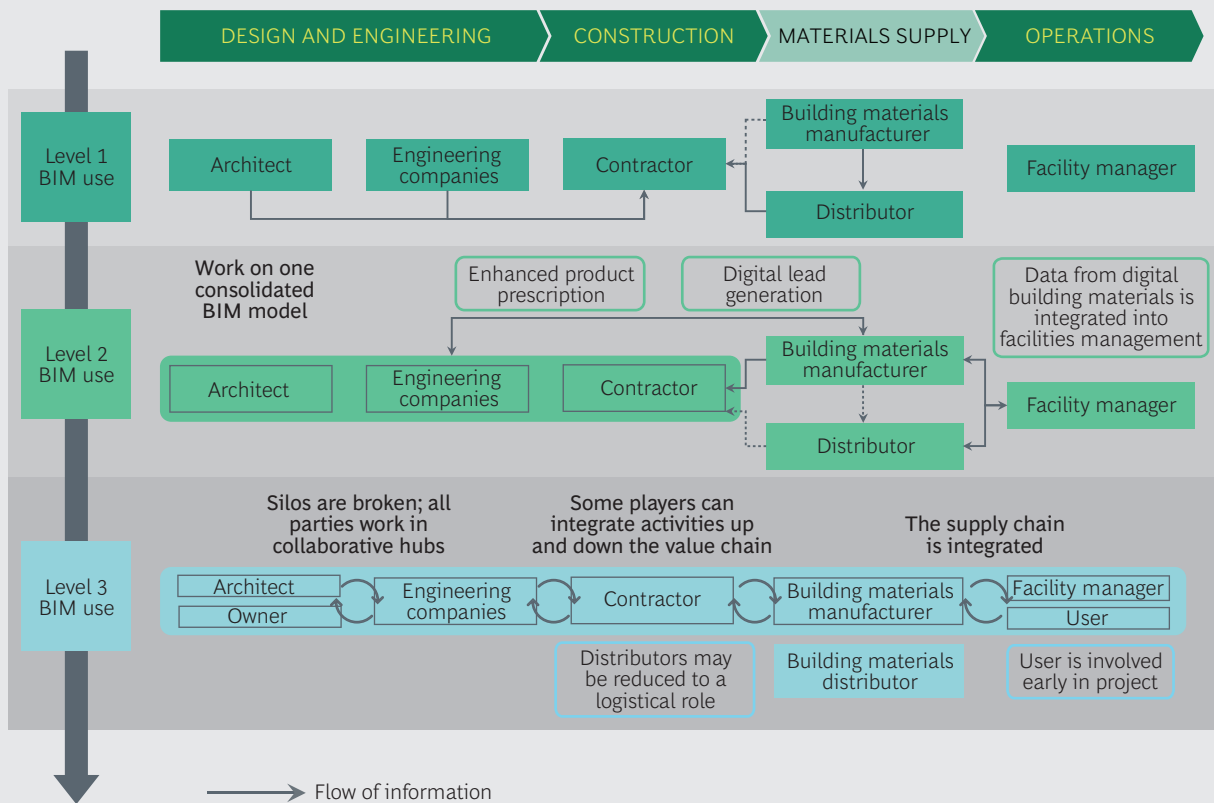 DESIGN AND ENGINEERING
CONSTRUCTION
MATERIALS SUPPLY
OPERATIONS
Level 1
BIM use
Architect
Engineering
companies
Contractor
Building materials
manufacturer
Distributor
Facility manager
Level 2
BIM use
Work on one
consolidated
BIM model
Enhanced product
prescription
Digital lead
generation
Data from digital
building materials is
integrated into
facilities management
Architect
Engineering
companies
Contractor
Building materials
manufacturer
Distributor
Facility manager
Level 3
BIM use
Silos are broken; all
parties work in
collaborative hubs
Some players can
integrate activities up
and down the value chain
The supply chain
is integrated
Architect
Owner
Engineering
companies
Contractor
Building materials
manufacturer
Facility manager
User
Distributors may
be reduced to a
logistical role
Building materials
distributor
User is involved
early in project
Flow of information